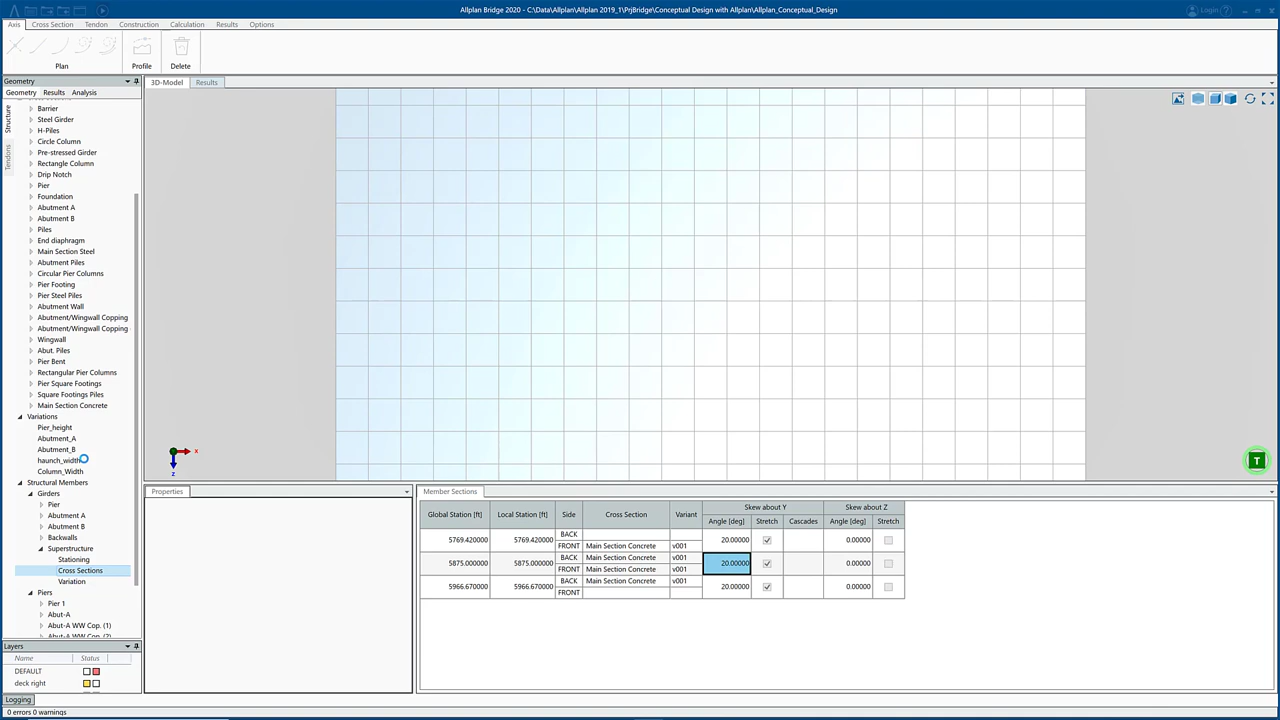 Allplan Bridge 2020 - C:\Data\Allplan\Allplan 2019_1\PrjBridge\Conceptual Design with Allplan\Allplan_Conceptual_Design
Login
Axis Cross Section Tendon Construction Calculation Results Options
Plan Profile Delete
Geometry
3D-Model Results
Geometry Results Analysis
Structure
Tendons
Barrier
Steel Girder
H-Piles
Circle Column
Pre-stressed Girder
Rectangle Column
Drip Notch
Pier
Foundation
Abutment A
Abutment B
Piles
End diaphragm
Main Section Steel
Abutment Piles
Circular Pier Columns
Pier Footing
Pier Steel Piles
Abutment Wall
Abutment/Wingwall Copping
Abutment/Wingwall Copping
Wingwall
Abut. Piles
Pier Bent
Rectangular Pier Columns
Pier Square Footings
Square Footings Piles
Main Section Concrete
Variations
Pier_height
Abutment_A
Abutment_B
haunch_width
Column_Width
Structural Members
Girders
Pier
Abutment A
Abutment B
Backwalls
Superstructure
Stationing
Cross Sections
Variation
Piers
Pier 1
Abut-A
Abut-A WW Cop. (1)
Abut-A WW Cop. (2)
x
z
T
Properties
Member Sections
Global Station [ft] Local Station [ft] Side Cross Section Variant Skew about Y Skew about Z
Angle [deg] Stretch Cascades Angle [deg] Stretch
5769.420000 5769.420000 BACK 20.00000 0.00000
FRONT Main Section Concrete v001
5875.000000 5875.000000 BACK Main Section Concrete v001 20.00000 0.00000
FRONT Main Section Concrete v001
5966.670000 5966.670000 BACK Main Section Concrete v001 20.00000 0.00000
FRONT
Layers
Name Status
DEFAULT
deck right
Logging
0 errors 0 warnings